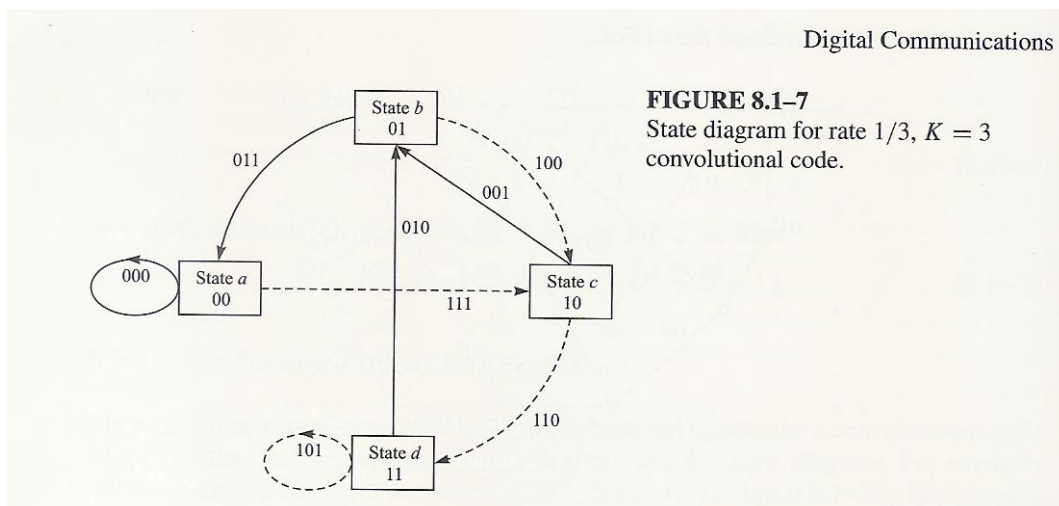 Digital Communications
FIGURE 8.1–7
State diagram for rate 1/3, K = 3
convolutional code.
State b
01
011
100
001
010
000
State a
00
111
State c
10
110
101
State d
11